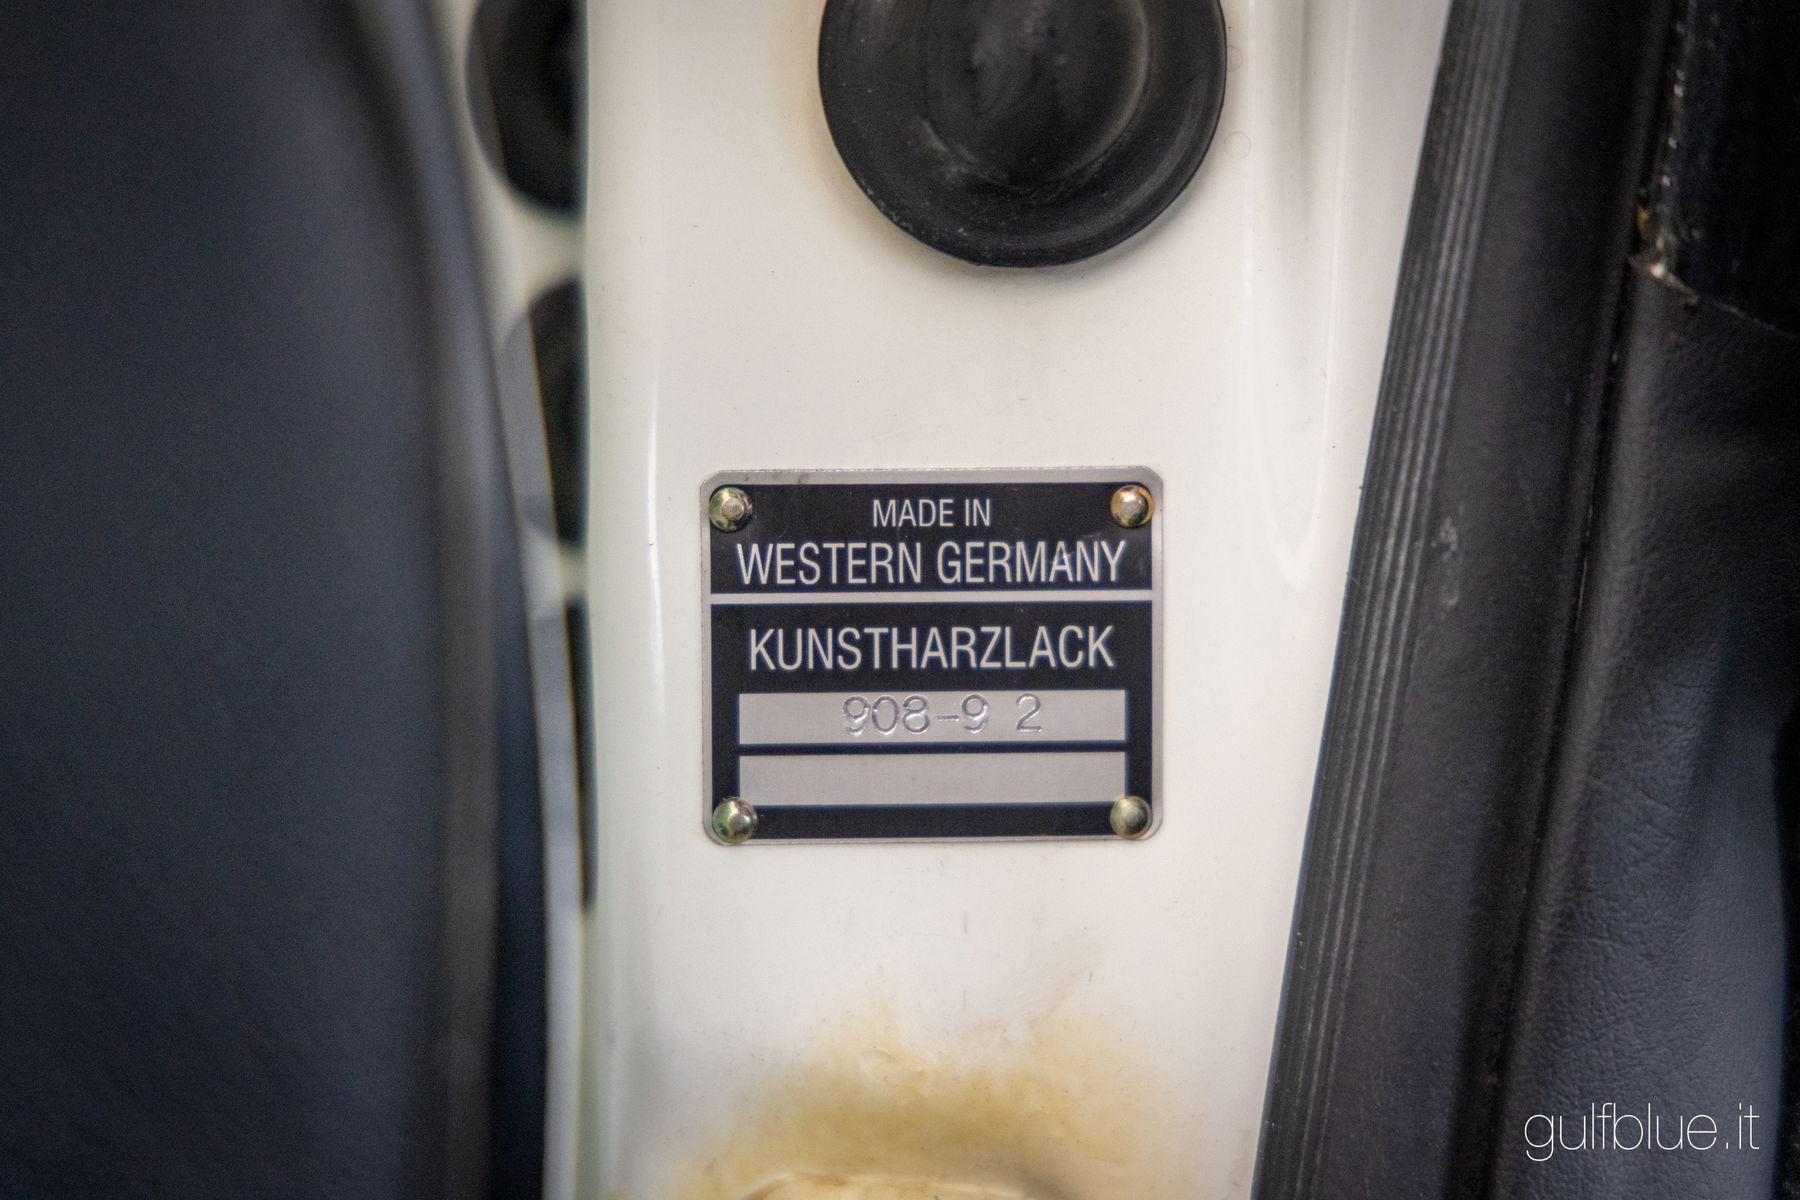 MADE IN
WESTERN GERMANY
KUNSTHARZLACK
908-9 2
gulfblue.it